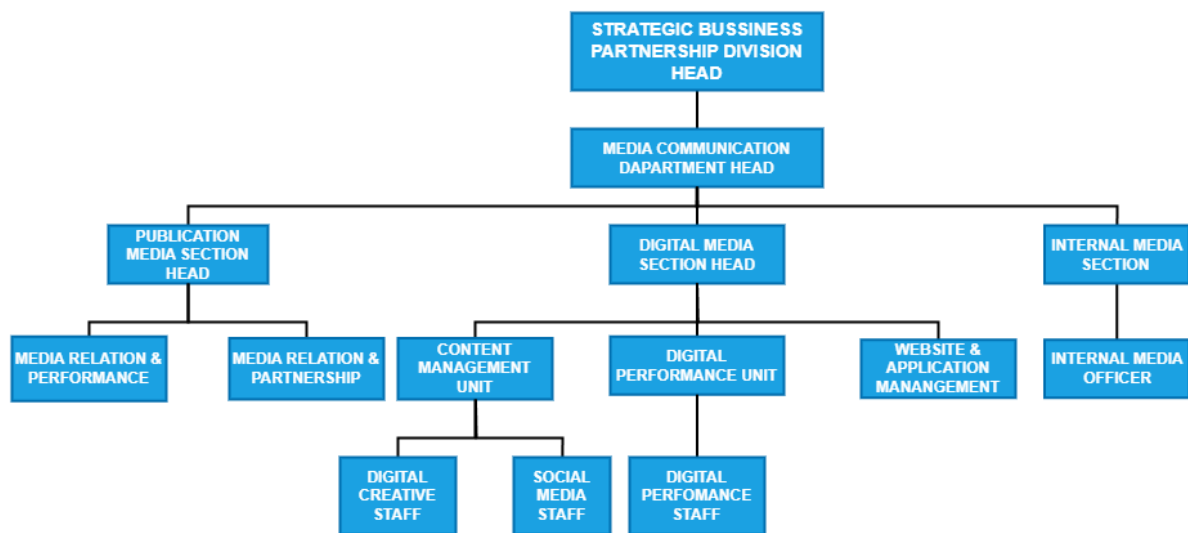 STRATEGIC BUSSINESS
PARTNERSHIP DIVISION
HEAD
MEDIA COMMUNICATION
DAPARTMENT HEAD
PUBLICATION
MEDIA SECTION
HEAD
DIGITAL MEDIA
SECTION HEAD
INTERNAL MEDIA
SECTION
MEDIA RELATION &
PERFORMANCE
MEDIA RELATION &
PARTNERSHIP
CONTENT
MANAGEMENT
UNIT
DIGITAL
PERFORMANCE UNIT
WEBSITE &
APPLICATION
MANANGEMENT
INTERNAL MEDIA
OFFICER
DIGITAL
CREATIVE
STAFF
SOCIAL
MEDIA
STAFF
DIGITAL
PERFOMANCE
STAFF